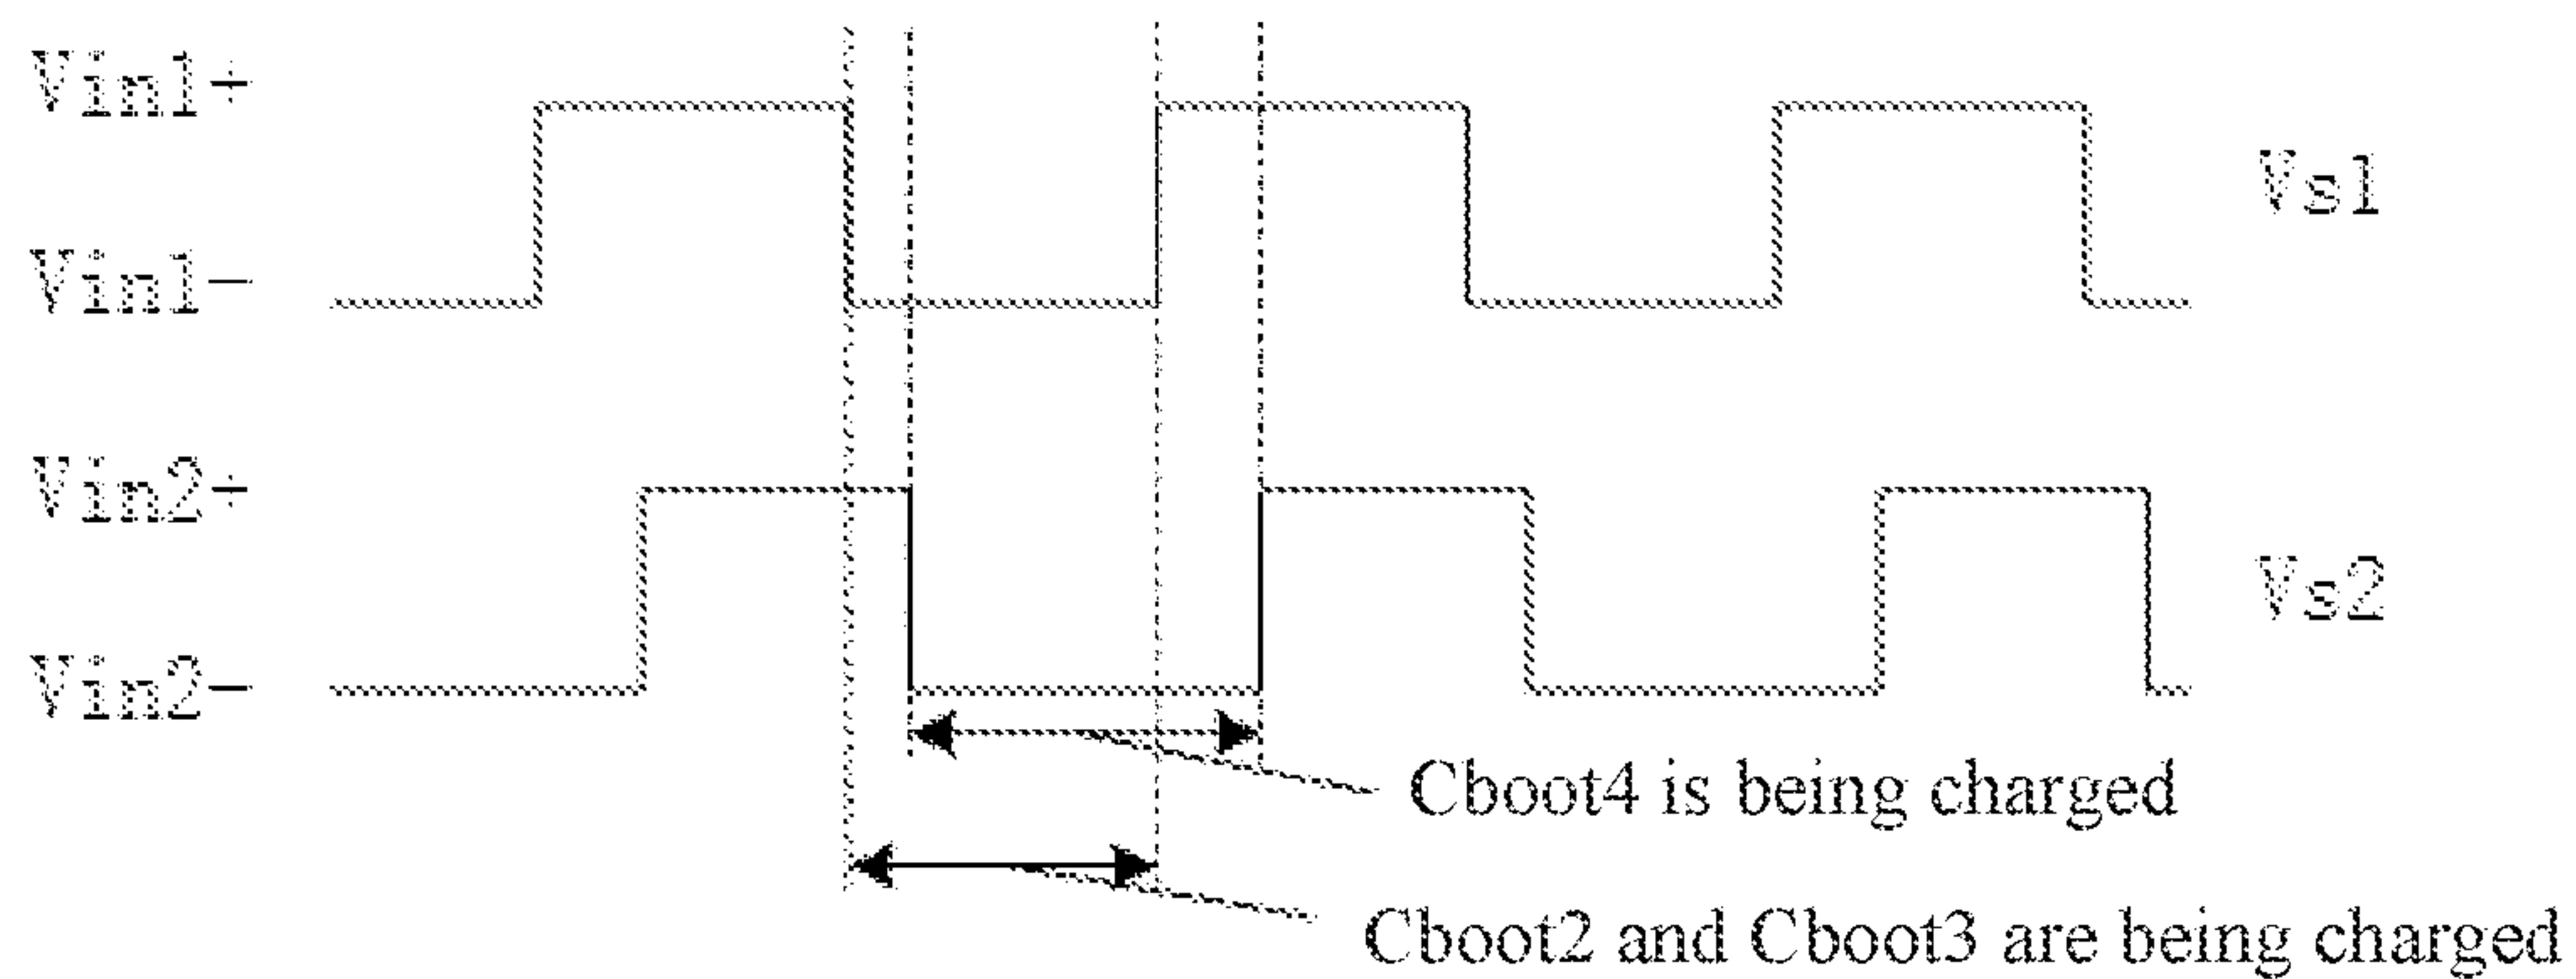 Vin1+
Vs1
Vin1-
Vin2+
Vs2
Vin2-
Cboot4 is being charged
Cboot2 and Cboot3 are being charged